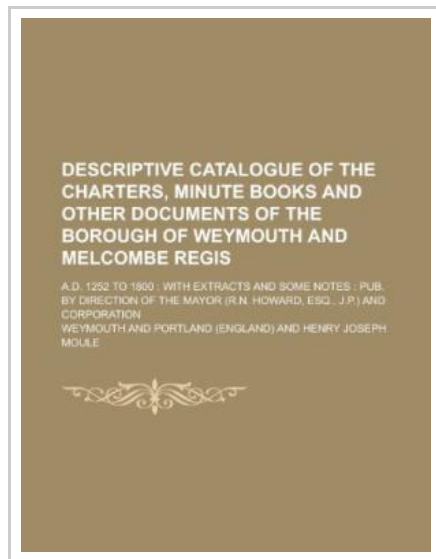 DESCRIPTIVE CATALOGUE OF THE
CHARTERS, MINUTE BOOKS AND
OTHER DOCUMENTS OF THE
BOROUGH OF WEYMOUTH AND
MELCOMBE REGIS
A.D. 1252 TO 1800 : WITH EXTRACTS AND SOME NOTES : PUB.
BY DIRECTION OF THE MAYOR (R.N. HOWARD, ESQ., J.P.) AND
CORPORATION
WEYMOUTH AND PORTLAND (ENGLAND) AND HENRY JOSEPH
MOULE